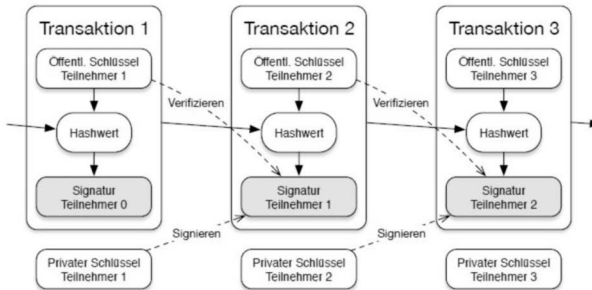 Transaktion 1
Öffentl. Schlüssel
Teilnehmer 1
Hashwert
Signatur
Teilnehmer 0
Privater Schlüssel
Teilnehmer 1
Verifizieren
Signieren
Transaktion 2
Öffentl. Schlüssel
Teilnehmer 2
Hashwert
Signatur
Teilnehmer 1
Privater Schlüssel
Teilnehmer 2
Verifizieren
Signieren
Transaktion 3
Öffentl. Schlüssel
Teilnehmer 3
Hashwert
Signatur
Teilnehmer 2
Privater Schlüssel
Teilnehmer 3